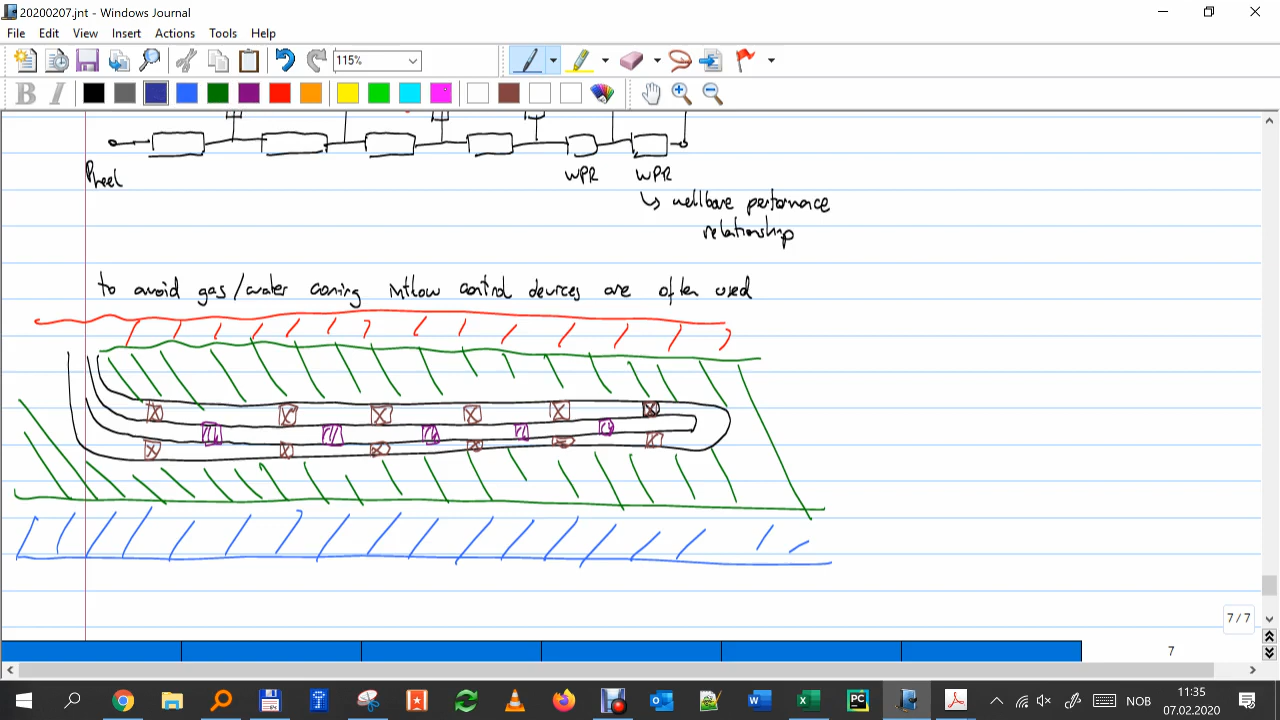 20200207.jnt - Windows Journal
File Edit View Insert Actions Tools Help
115%
B I
Pheel
WPR WPR
↳ wellbore performance
relationship
to avoid gas/water coning inflow control devices are often used
7 / 7
7
NOB
11:35
07.02.2020